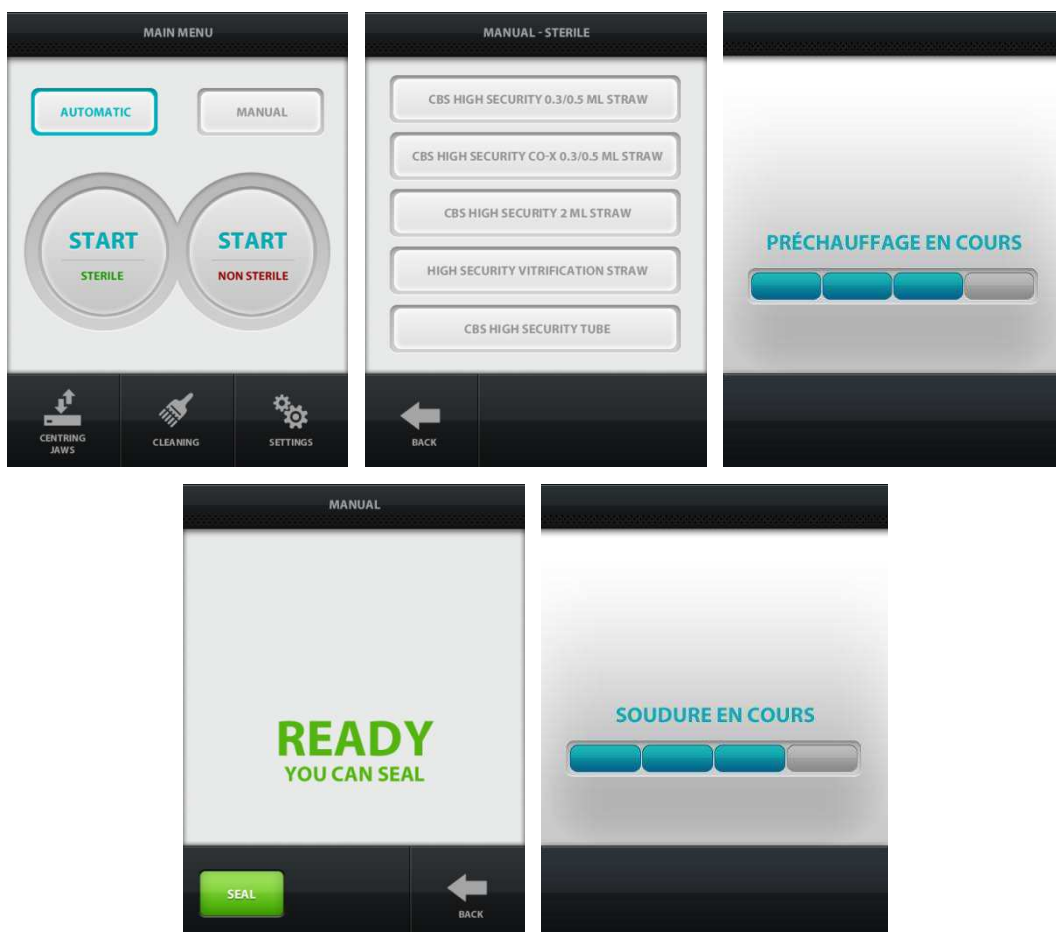 MAIN MENU
AUTOMATIC
MANUAL
START
STERILE
START
NON STERILE
CENTRING
JAWS
CLEANING
SETTINGS
MANUAL - STERILE
CBS HIGH SECURITY 0.3/0.5 ML STRAW
CBS HIGH SECURITY CO-X 0.3/0.5 ML STRAW
CBS HIGH SECURITY 2 ML STRAW
HIGH SECURITY VITRIFICATION STRAW
CBS HIGH SECURITY TUBE
BACK
PRÉCHAUFFAGE EN COURS
MANUAL
READY
YOU CAN SEAL
SEAL
BACK
SOUDURE EN COURS